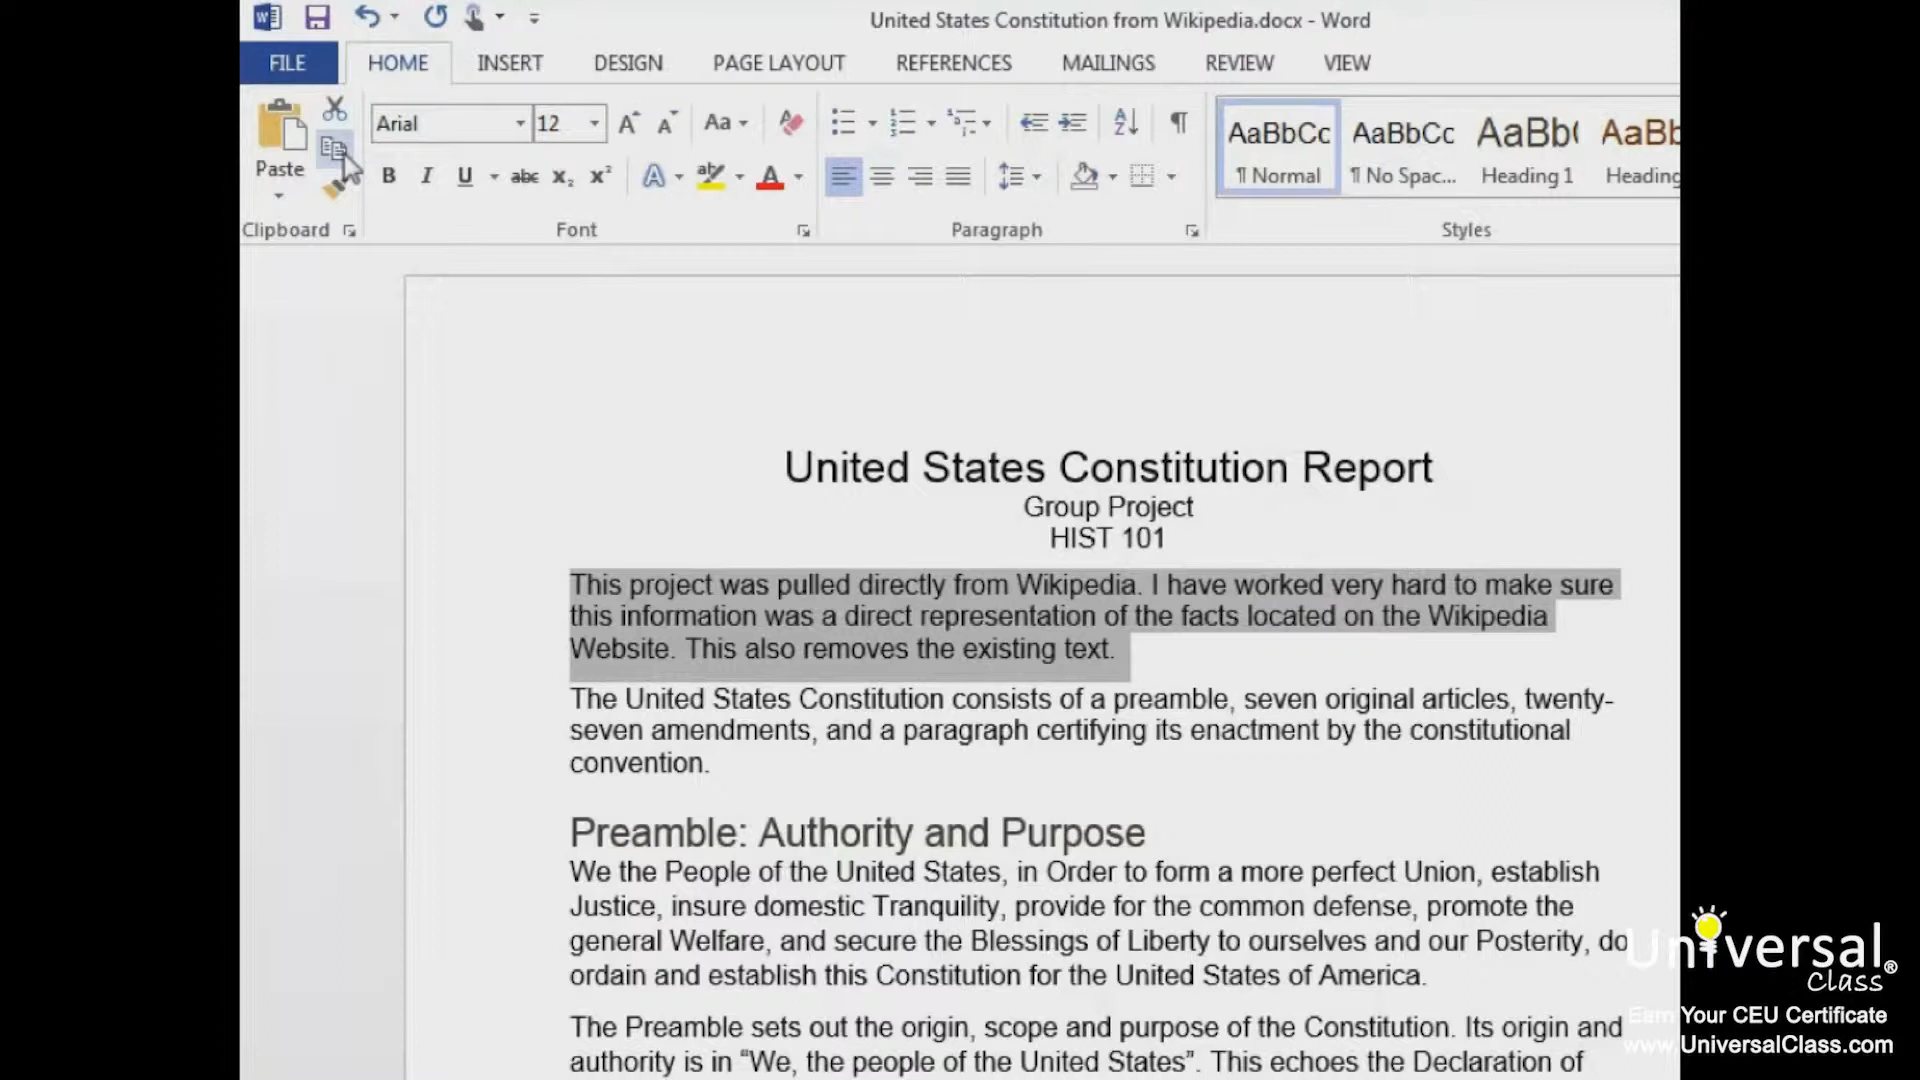 United States Constitution from Wikipedia.docx - Word
FILE HOME INSERT DESIGN PAGE LAYOUT REFERENCES MAILINGS REVIEW VIEW
Arial 12 Aa
AaBbCc AaBbCc AaBb( AaBb
Paste
B I U abc x₂ x² A A
¶ Normal ¶ No Spac... Heading 1 Heading
Clipboard Font Paragraph Styles
United States Constitution Report
Group Project
HIST 101
This project was pulled directly from Wikipedia. I have worked very hard to make sure
this information was a direct representation of the facts located on the Wikipedia
Website. This also removes the existing text.
The United States Constitution consists of a preamble, seven original articles, twenty-
seven amendments, and a paragraph certifying its enactment by the constitutional
convention.
Preamble: Authority and Purpose
We the People of the United States, in Order to form a more perfect Union, establish
Justice, insure domestic Tranquility, provide for the common defense, promote the
general Welfare, and secure the Blessings of Liberty to ourselves and our Posterity, do
ordain and establish this Constitution for the United States of America.
The Preamble sets out the origin, scope and purpose of the Constitution. Its origin and
authority is in “We, the people of the United States”. This echoes the Declaration of
Universal®
Class
Earn Your CEU Certificate
www.UniversalClass.com